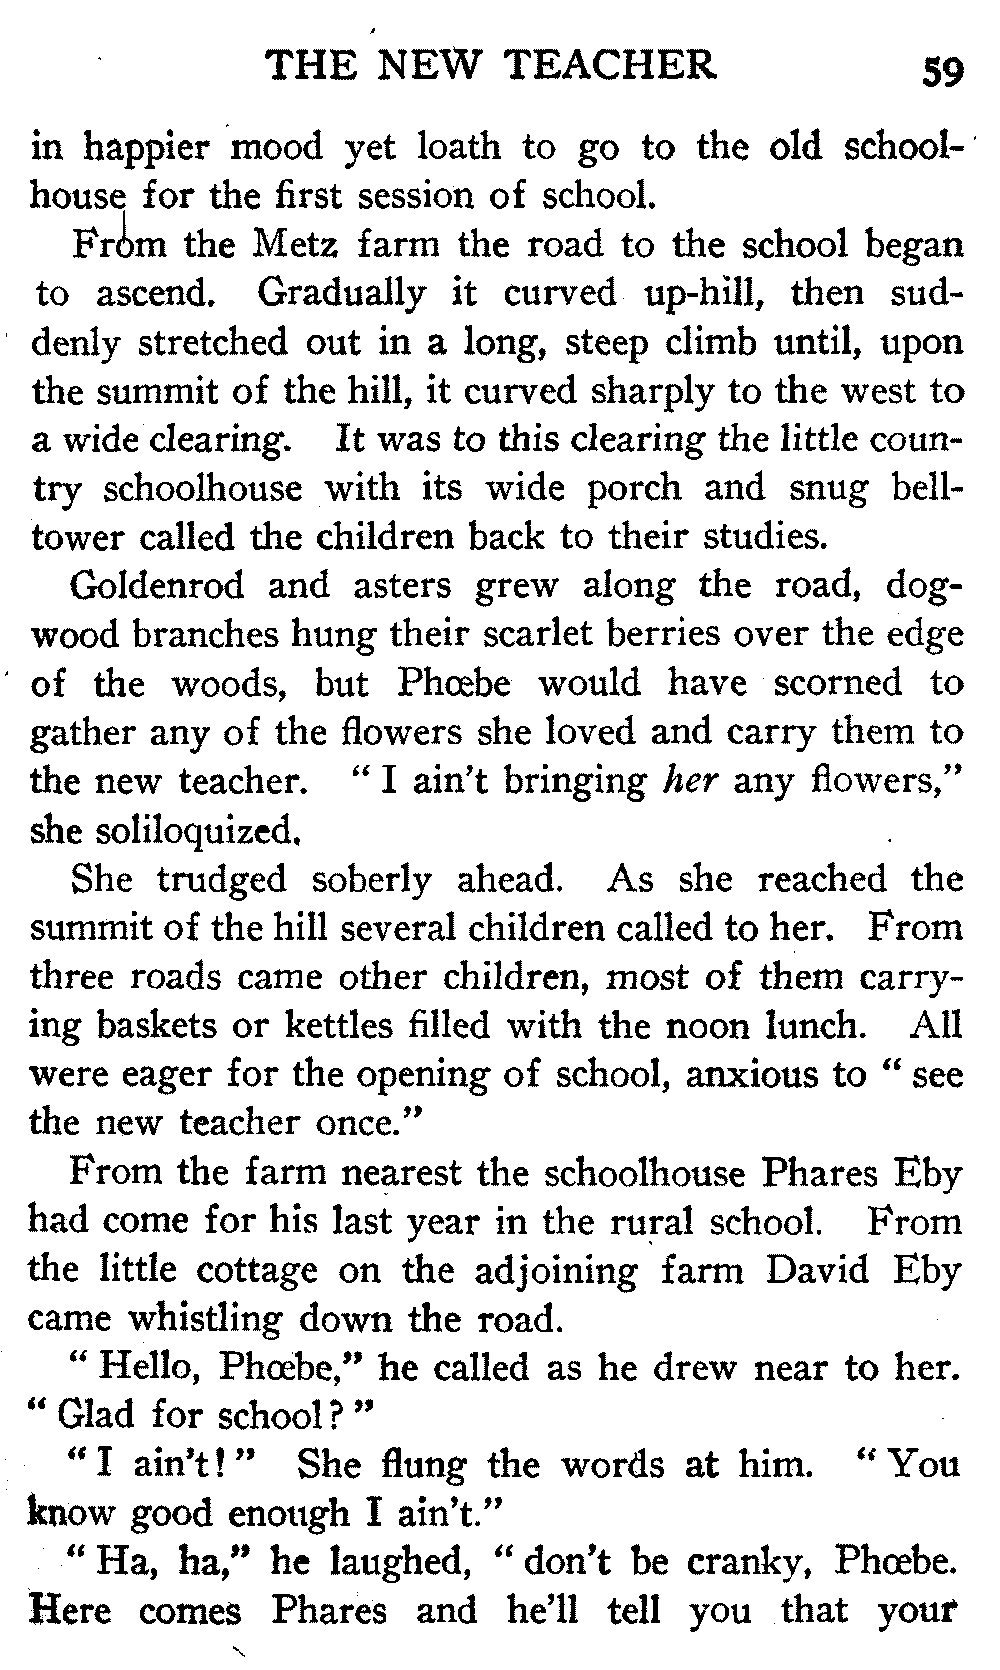 THE NEW TEACHER 59
in happier mood yet loath to go to the old school-
house for the first session of school.
From the Metz farm the road to the school began
to ascend. Gradually it curved up-hill, then sud-
denly stretched out in a long, steep climb until, upon
the summit of the hill, it curved sharply to the west to
a wide clearing. It was to this clearing the little coun-
try schoolhouse with its wide porch and snug bell-
tower called the children back to their studies.
Goldenrod and asters grew along the road, dog-
wood branches hung their scarlet berries over the edge
of the woods, but Phœbe would have scorned to
gather any of the flowers she loved and carry them to
the new teacher. " I ain't bringing her any flowers,"
she soliloquized.
She trudged soberly ahead. As she reached the
summit of the hill several children called to her. From
three roads came other children, most of them carry-
ing baskets or kettles filled with the noon lunch. All
were eager for the opening of school, anxious to " see
the new teacher once."
From the farm nearest the schoolhouse Phares Eby
had come for his last year in the rural school. From
the little cottage on the adjoining farm David Eby
came whistling down the road.
" Hello, Phœbe," he called as he drew near to her.
" Glad for school? "
" I ain't! " She flung the words at him. " You
know good enough I ain't."
" Ha, ha," he laughed, " don't be cranky, Phœbe.
Here comes Phares and he'll tell you that your